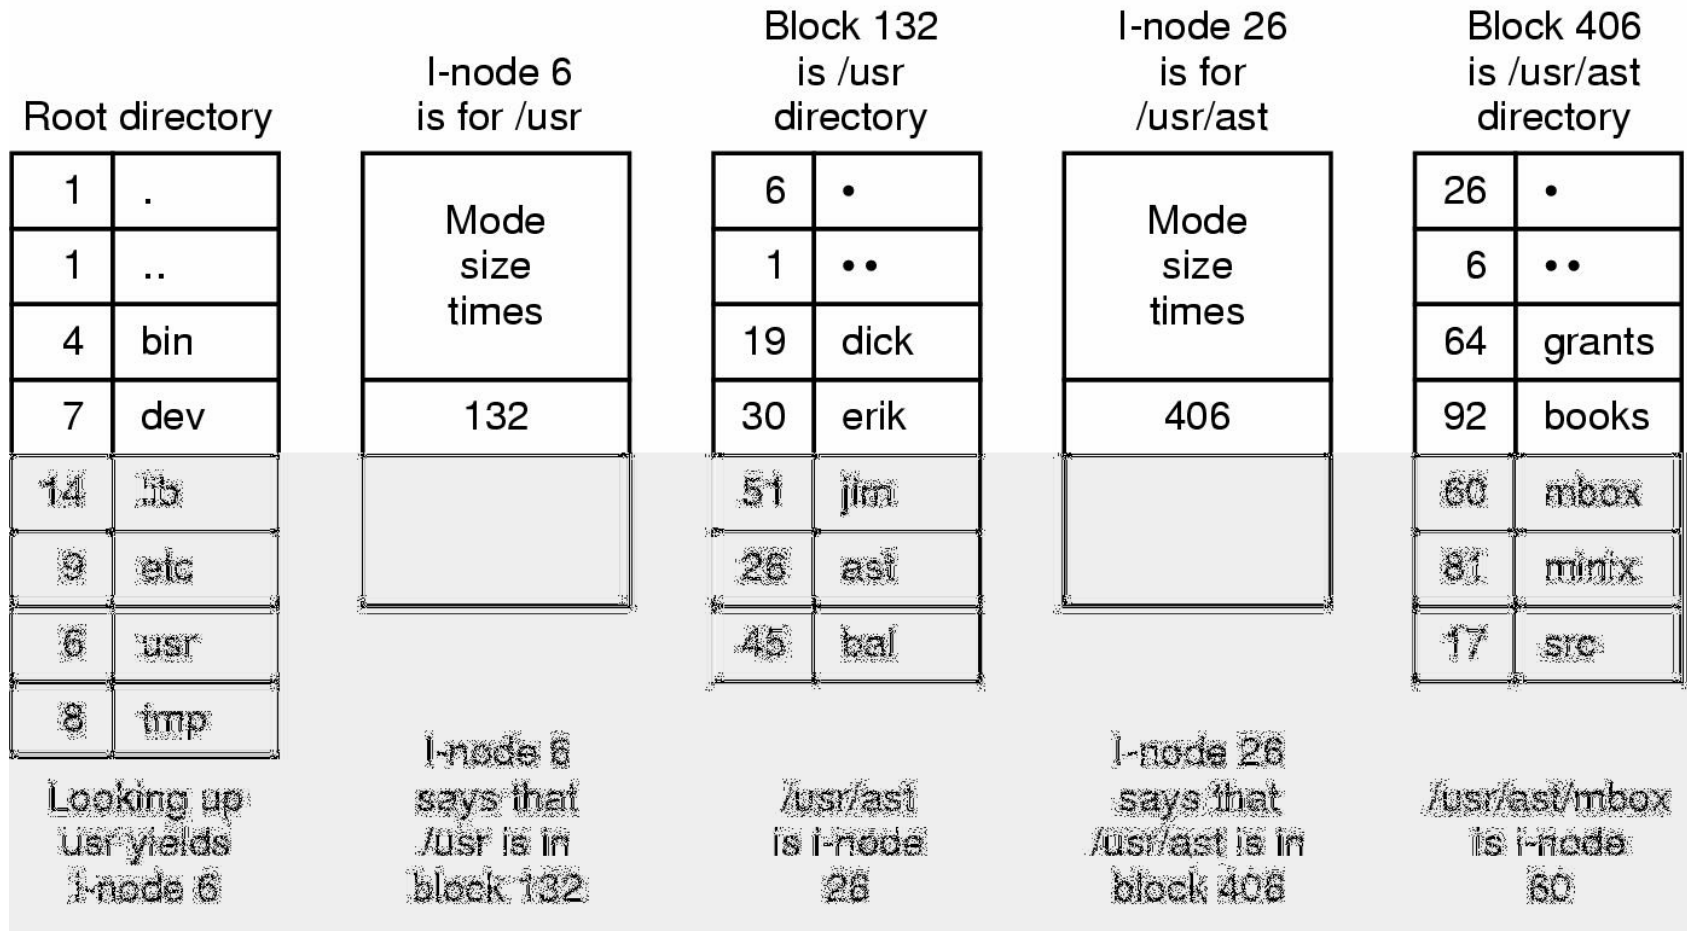 Root directory
1 .
1 ..
4 bin
7 dev
14 lib
9 etc
6 usr
8 tmp
Looking up
usr yields
i-node 6
I-node 6
is for /usr
Mode
size
times
132
I-node 6
says that
/usr is in
block 132
Block 132
is /usr
directory
6 •
1 ••
19 dick
30 erik
51 jim
26 ast
45 bal
/usr/ast
is i-node
26
I-node 26
is for
/usr/ast
Mode
size
times
406
I-node 26
says that
/usr/ast is in
block 406
Block 406
is /usr/ast
directory
26 •
6 ••
64 grants
92 books
60 mbox
81 minix
17 src
/usr/ast/mbox
is i-node
60